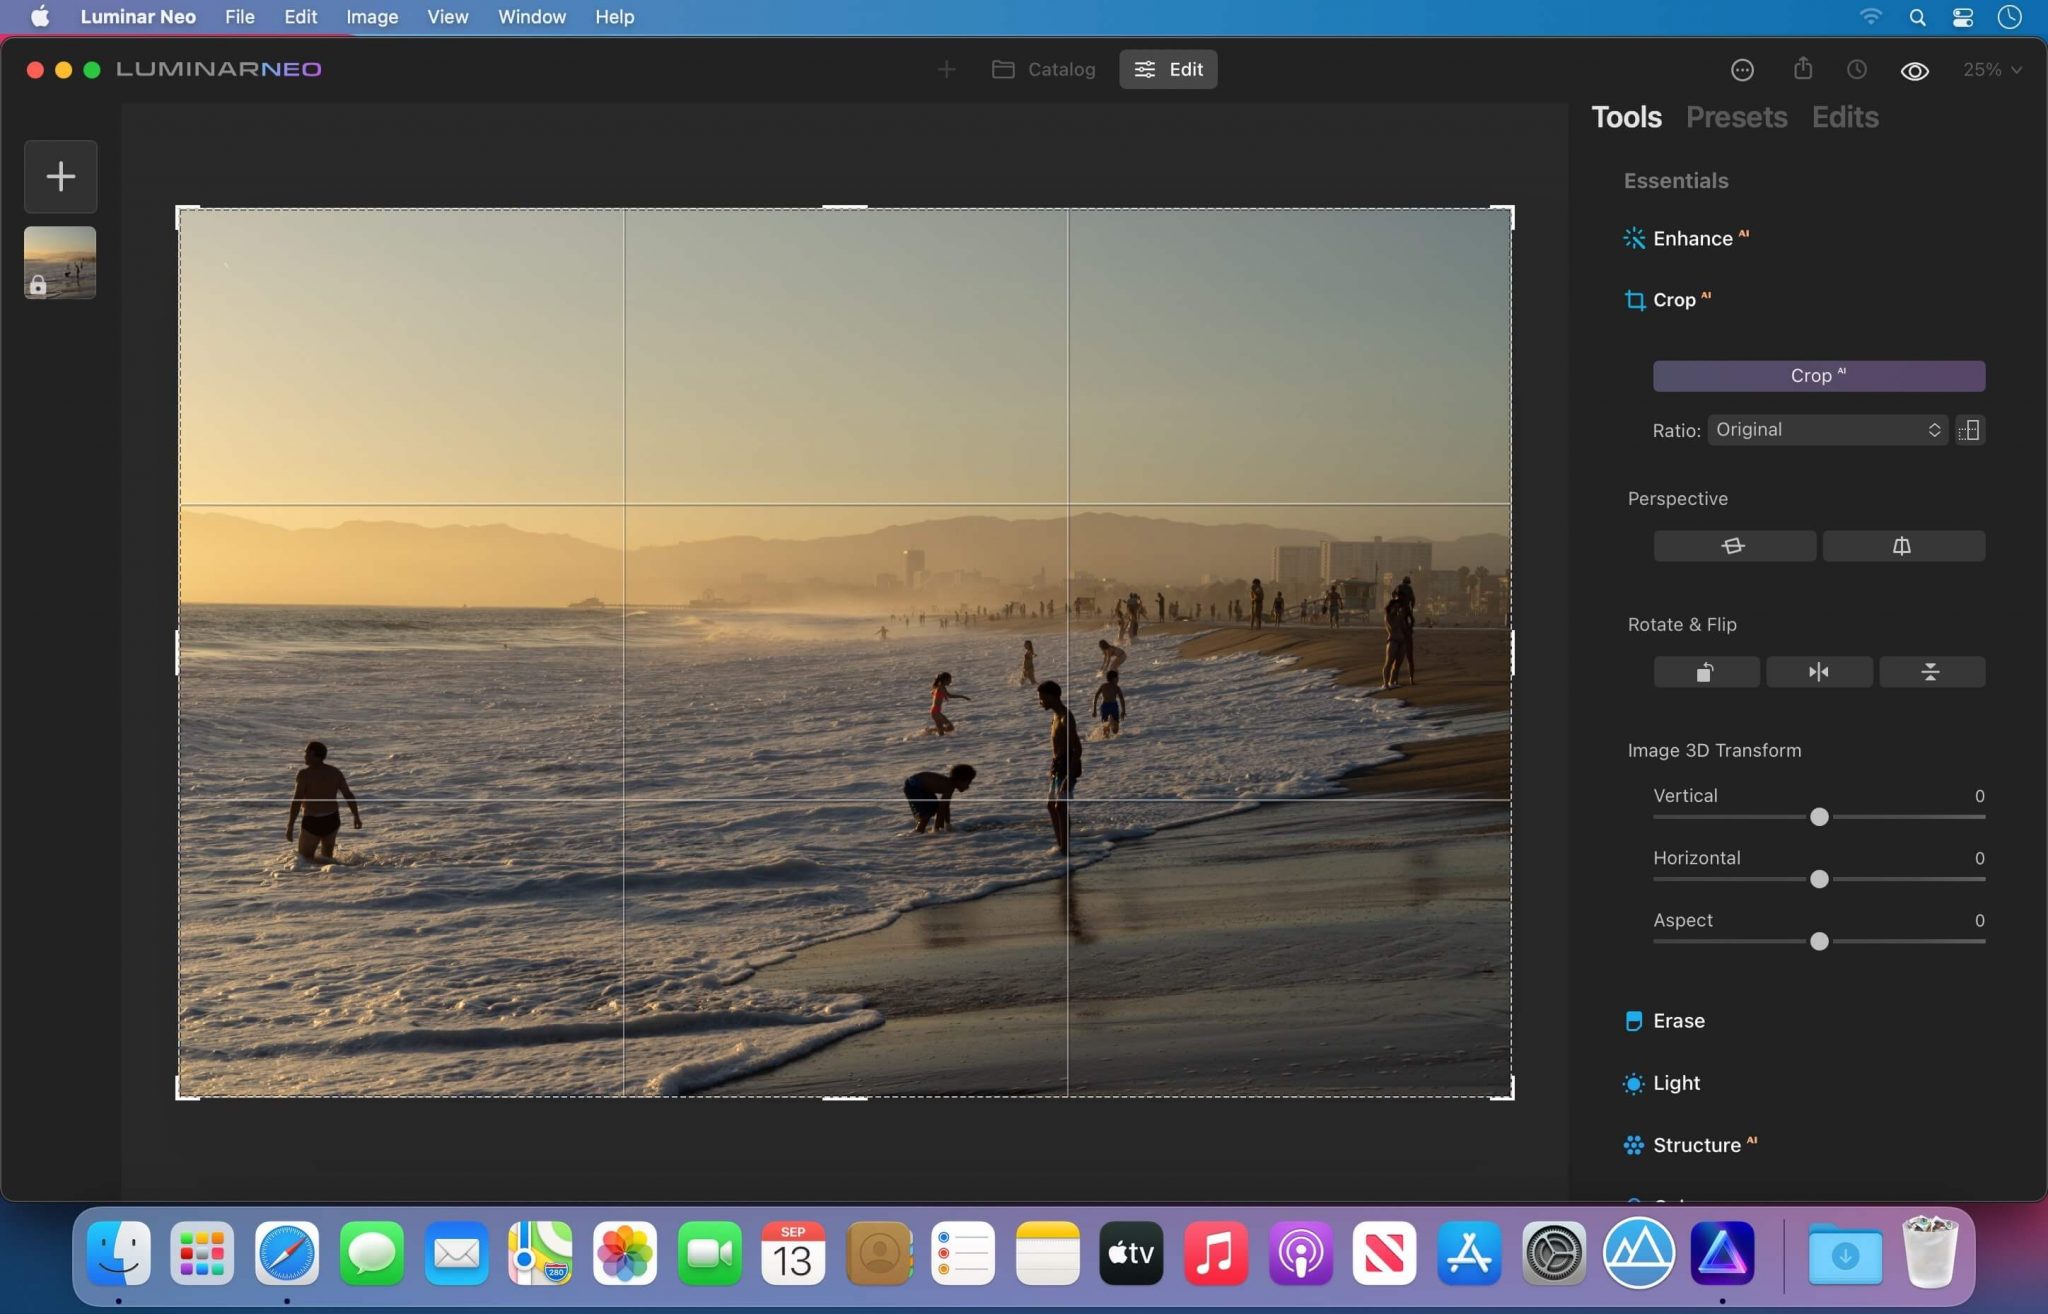 Luminar Neo File Edit Image View Window Help
LUMINARNEO
Catalog
Edit
25%
Tools Presets Edits
Essentials
Enhance AI
Crop AI
Crop AI
Ratio: Original
Perspective
Rotate & Flip
Image 3D Transform
Vertical 0
Horizontal 0
Aspect 0
Erase
Light
Structure AI
280
SEP
13
tv